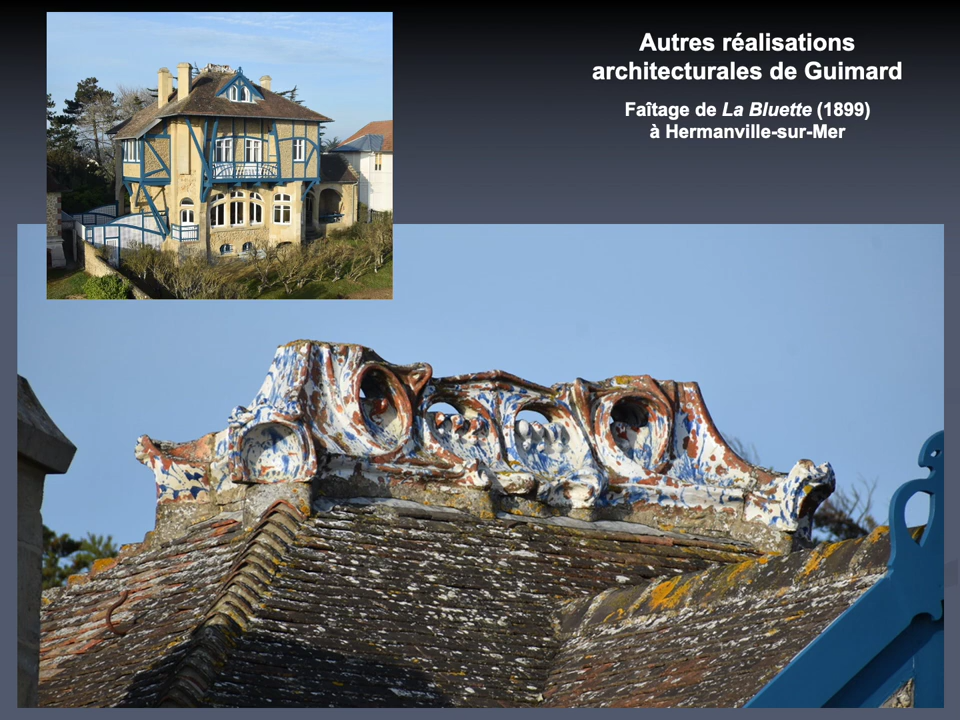 Autres réalisations
architecturales de Guimard
Faîtage de La Bluette (1899)
à Hermanville-sur-Mer